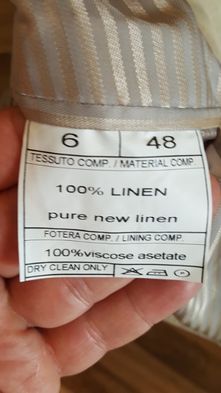 6 48
TESSUTO COMP. / MATERIAL COMP.
100% LINEN
pure new linen
FOTERA COMP. / LINING COMP.
100%viscose asetate
DRY CLEAN ONLY